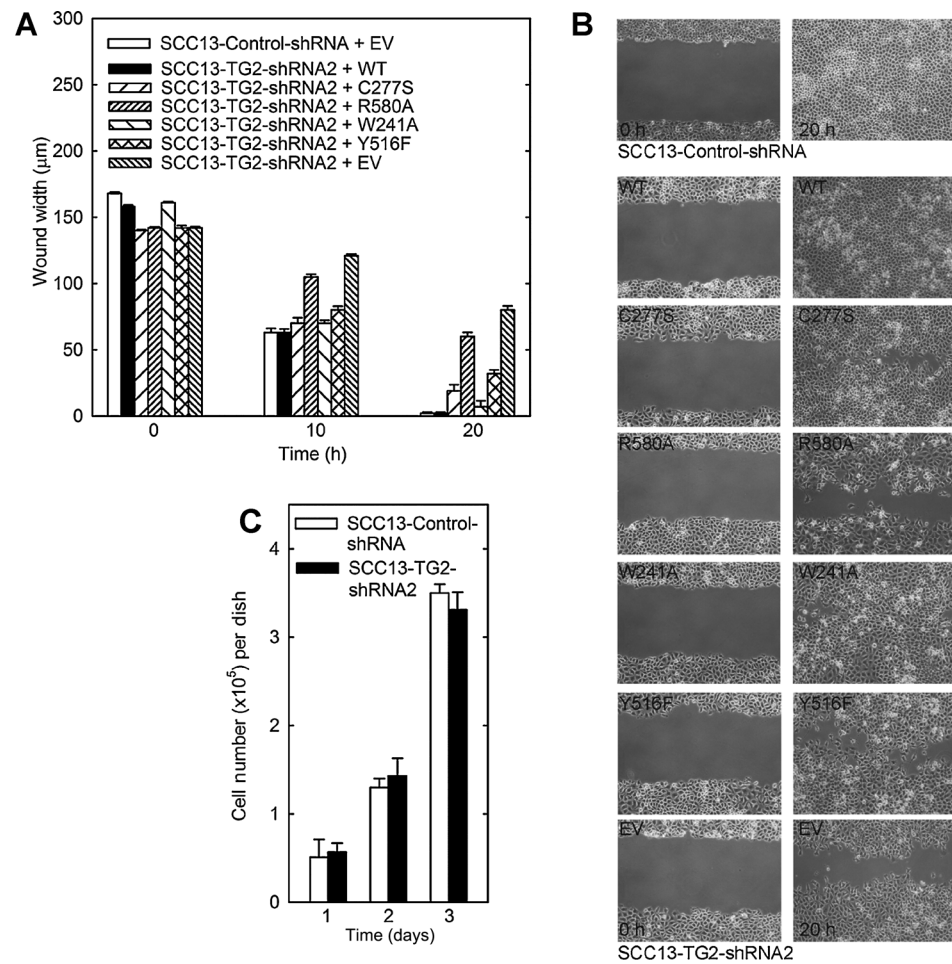 A
300
250
200
150
100
50
0
Wound width (µm)
SCC13-Control-shRNA + EV
SCC13-TG2-shRNA2 + WT
SCC13-TG2-shRNA2 + C277S
SCC13-TG2-shRNA2 + R580A
SCC13-TG2-shRNA2 + W241A
SCC13-TG2-shRNA2 + Y516F
SCC13-TG2-shRNA2 + EV
0
10
20
Time (h)
B
0 h
20 h
SCC13-Control-shRNA
WT
WT
C277S
C277S
R580A
R580A
W241A
W241A
Y516F
Y516F
EV
EV
0 h
20 h
SCC13-TG2-shRNA2
C
SCC13-Control-
shRNA
SCC13-TG2-
shRNA2
4
3
2
1
0
Cell number (x10⁵) per dish
1
2
3
Time (days)